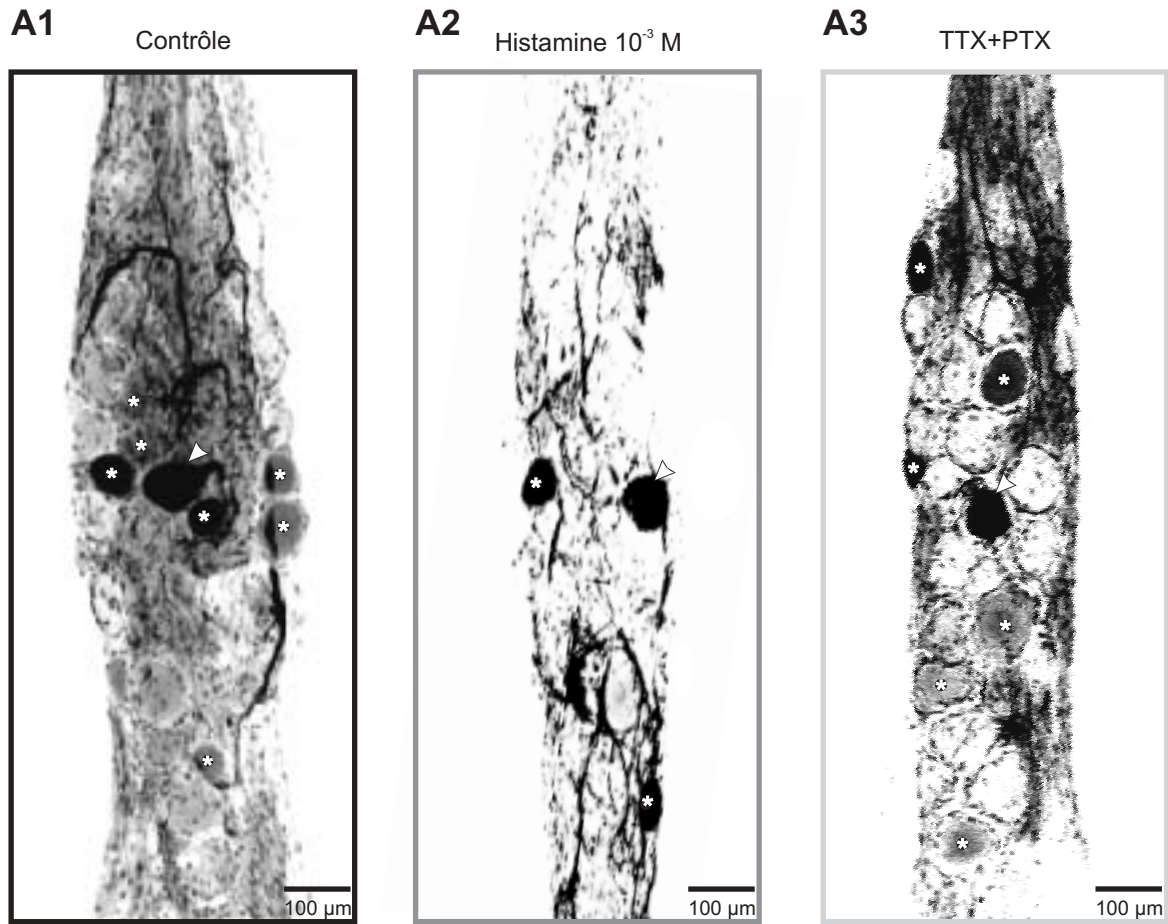 A1
Contrôle
A2
Histamine 10⁻³ M
A3
TTX+PTX
100 µm
100 µm
100 µm